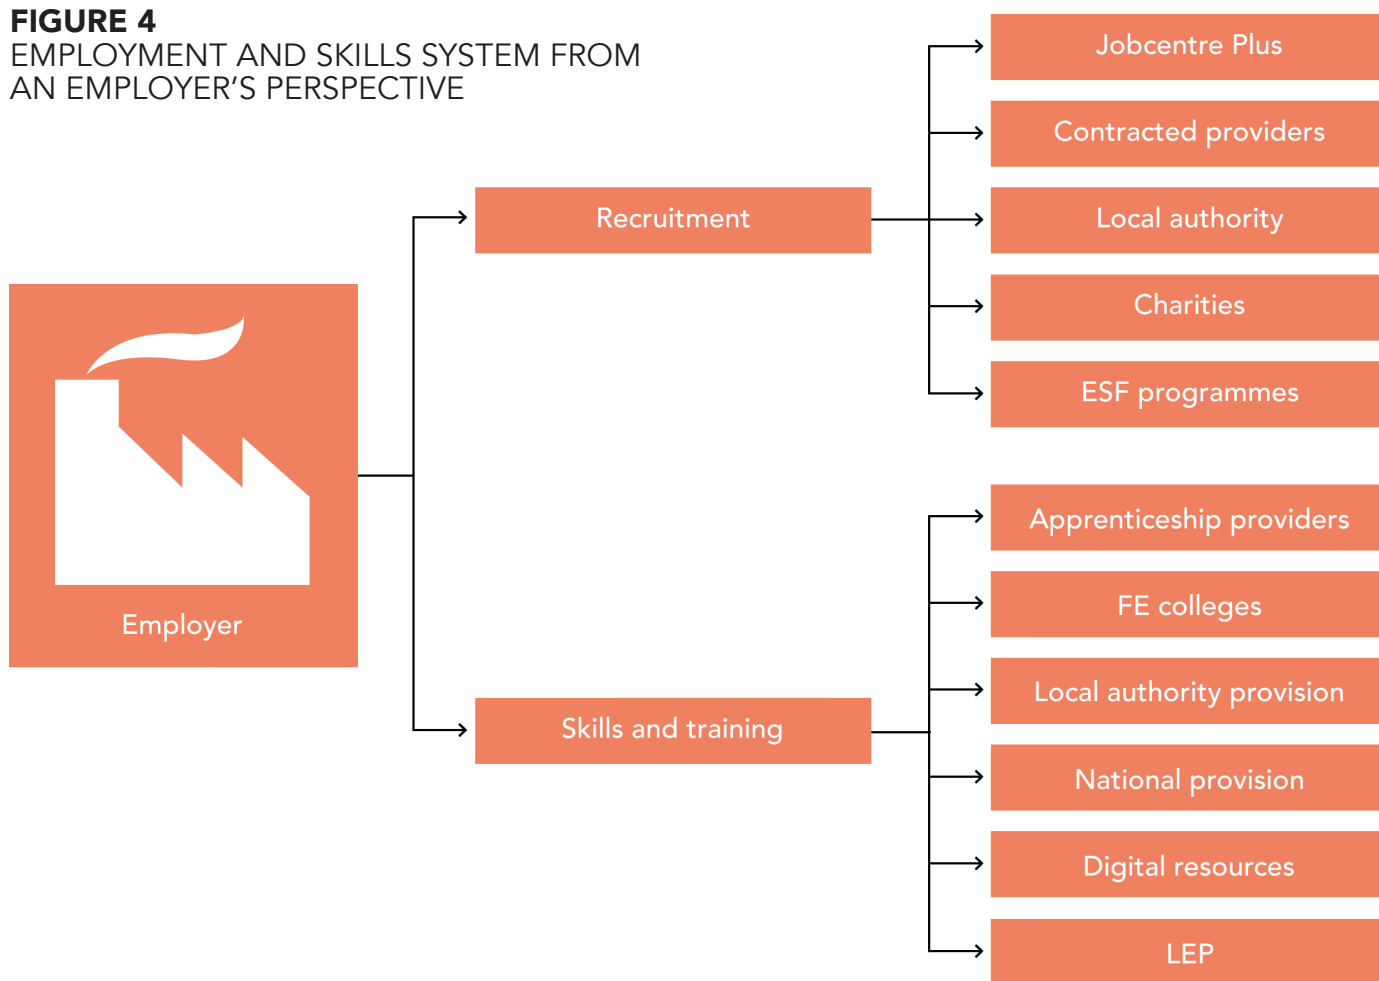 FIGURE 4
EMPLOYMENT AND SKILLS SYSTEM FROM
AN EMPLOYER’S PERSPECTIVE
Employer
Recruitment
Jobcentre Plus
Contracted providers
Local authority
Charities
ESF programmes
Skills and training
Apprenticeship providers
FE colleges
Local authority provision
National provision
Digital resources
LEP